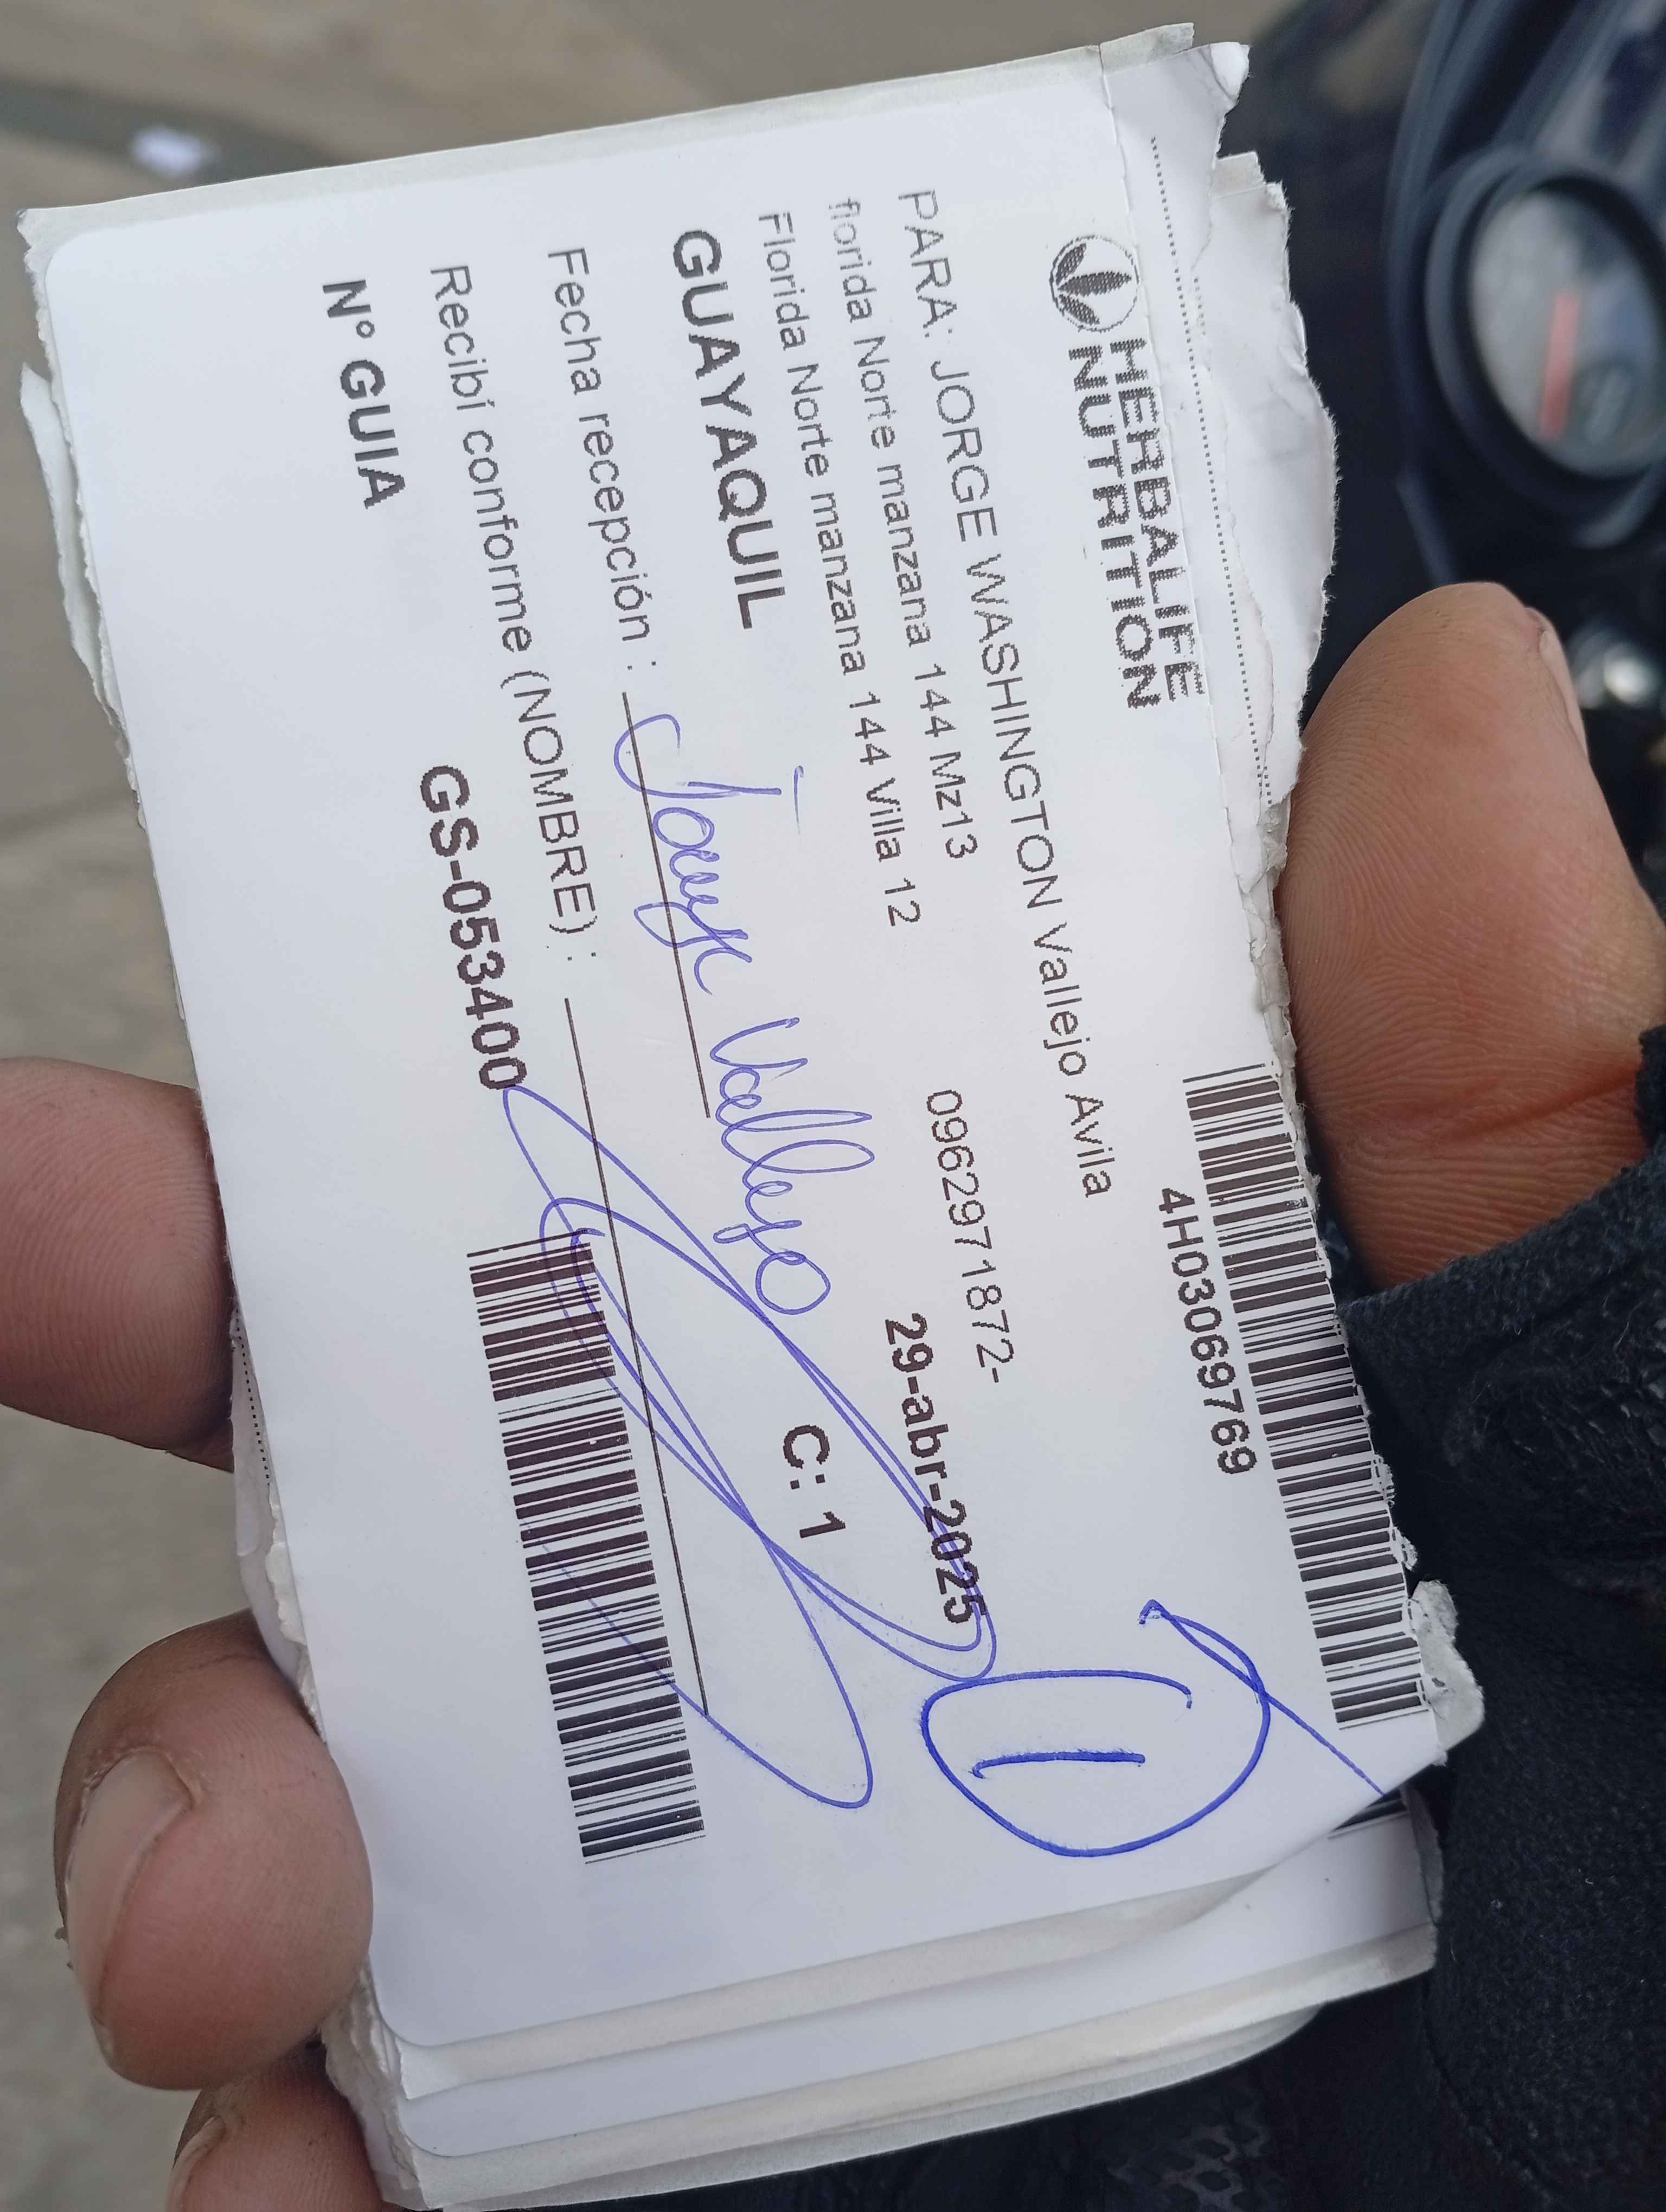 HERBALIFE
NUTRITION
4H03069769
PARA: JORGE WASHINGTON Vallejo Avila
florida Norte manzana 144 Mz13
0962971872-
Florida Norte manzana 144 Villa 12
29-abr-2025
1
GUAYAQUIL
C: 1
Fecha recepción :
Jorge Vallejo
Recibí conforme (NOMBRE) :
N° GUIA
GS-053400